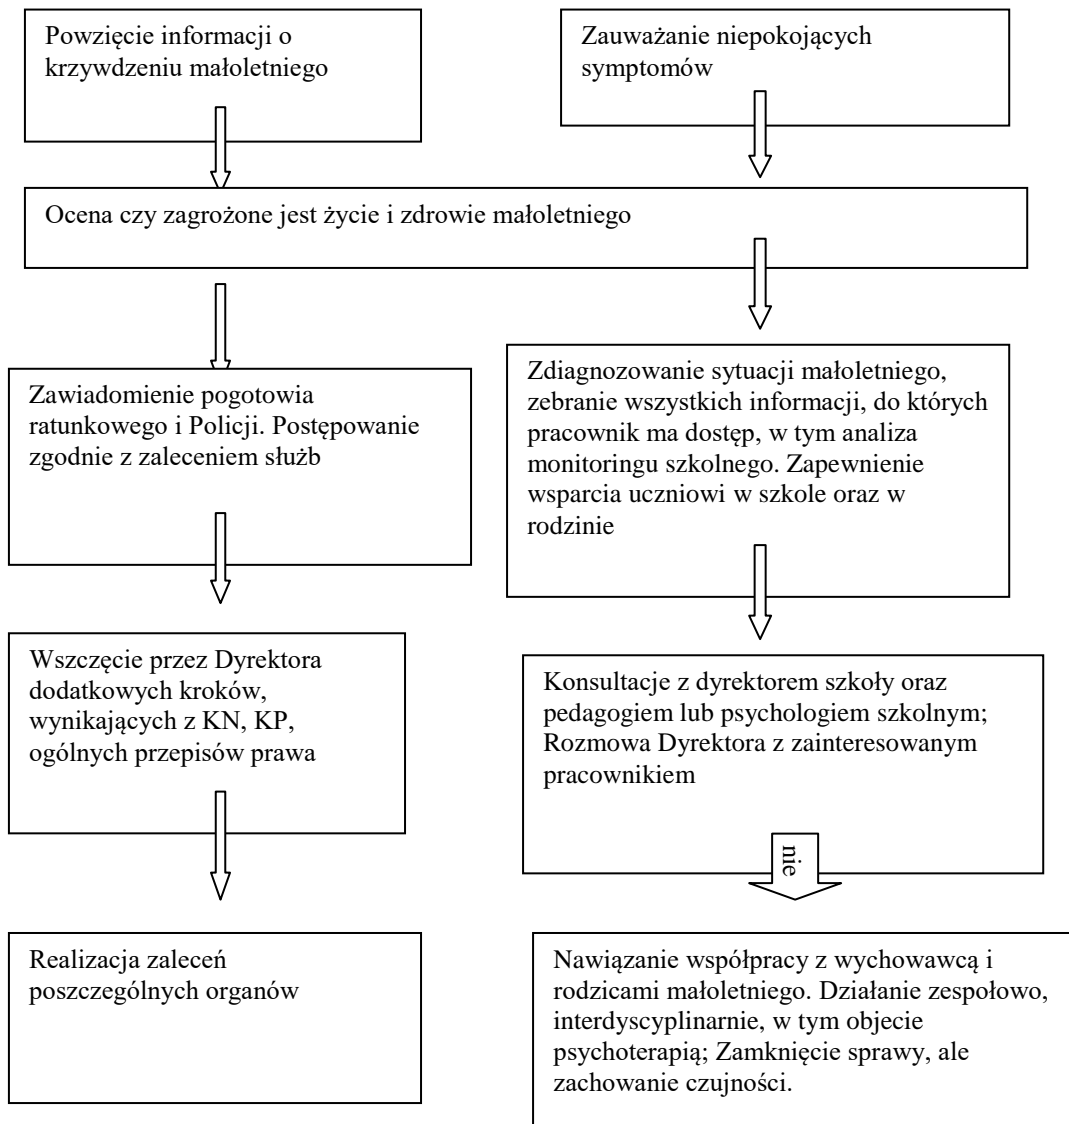 Powzięcie informacji o
krzywdzeniu małoletniego
Zauważanie niepokojących
symptomów
Ocena czy zagrożone jest życie i zdrowie małoletniego
Zawiadomienie pogotowia
ratunkowego i Policji. Postępowanie
zgodnie z zaleceniem służb
Zdiagnozowanie sytuacji małoletniego,
zebranie wszystkich informacji, do których
pracownik ma dostęp, w tym analiza
monitoringu szkolnego. Zapewnienie
wsparcia uczniowi w szkole oraz w
rodzinie
Wszczęcie przez Dyrektora
dodatkowych kroków,
wynikających z KN, KP,
ogólnych przepisów prawa
Konsultacje z dyrektorem szkoły oraz
pedagogiem lub psychologiem szkolnym;
Rozmowa Dyrektora z zainteresowanym
pracownikiem
nie
Realizacja zaleceń
poszczególnych organów
Nawiązanie współpracy z wychowawcą i
rodzicami małoletniego. Działanie zespołowo,
interdyscyplinarnie, w tym objecie
psychoterapią; Zamknięcie sprawy, ale
zachowanie czujności.